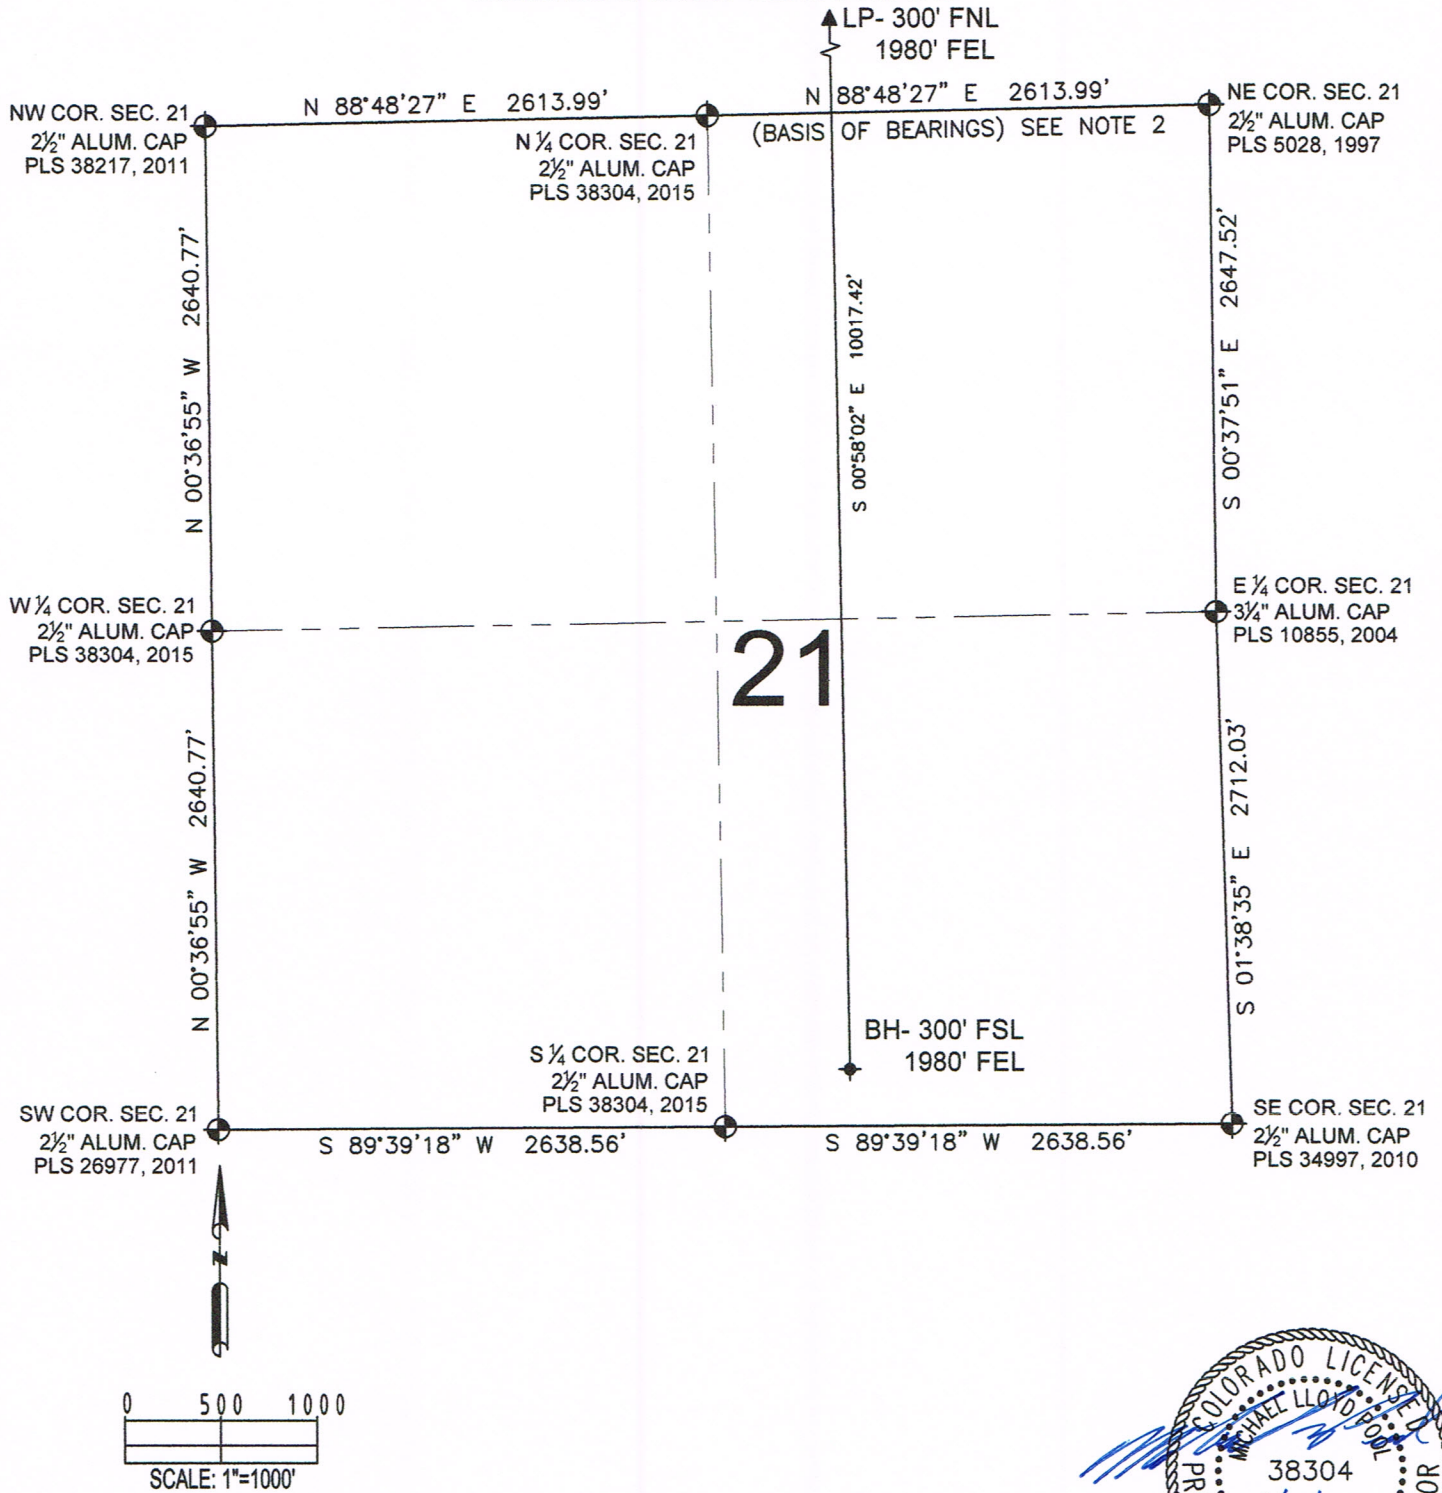 LP- 300' FNL
1980' FEL
N 88°48'27" E 2613.99'
N 88°48'27" E 2613.99'
(BASIS OF BEARINGS) SEE NOTE 2
NW COR. SEC. 21
2½" ALUM. CAP
PLS 38217, 2011
N ¼ COR. SEC. 21
2½" ALUM. CAP
PLS 38304, 2015
NE COR. SEC. 21
2½" ALUM. CAP
PLS 5028, 1997
N 00°36'55" W 2640.77'
S 00°58'02" E 10017.42'
S 00°37'51" E 2647.52'
W ¼ COR. SEC. 21
2½" ALUM. CAP
PLS 38304, 2015
21
E ¼ COR. SEC. 21
3¼" ALUM. CAP
PLS 10855, 2004
N 00°36'55" W 2640.77'
S 01°38'35" E 2712.03'
BH- 300' FSL
1980' FEL
S ¼ COR. SEC. 21
2½" ALUM. CAP
PLS 38304, 2015
SW COR. SEC. 21
2½" ALUM. CAP
PLS 26977, 2011
SE COR. SEC. 21
2½" ALUM. CAP
PLS 34997, 2010
S 89°39'18" W 2638.56'
S 89°39'18" W 2638.56'
N
0 500 1000
SCALE: 1"=1000'
COLORADO LICENSED
MICHAEL LLOYD POOL
38304
PR
OR